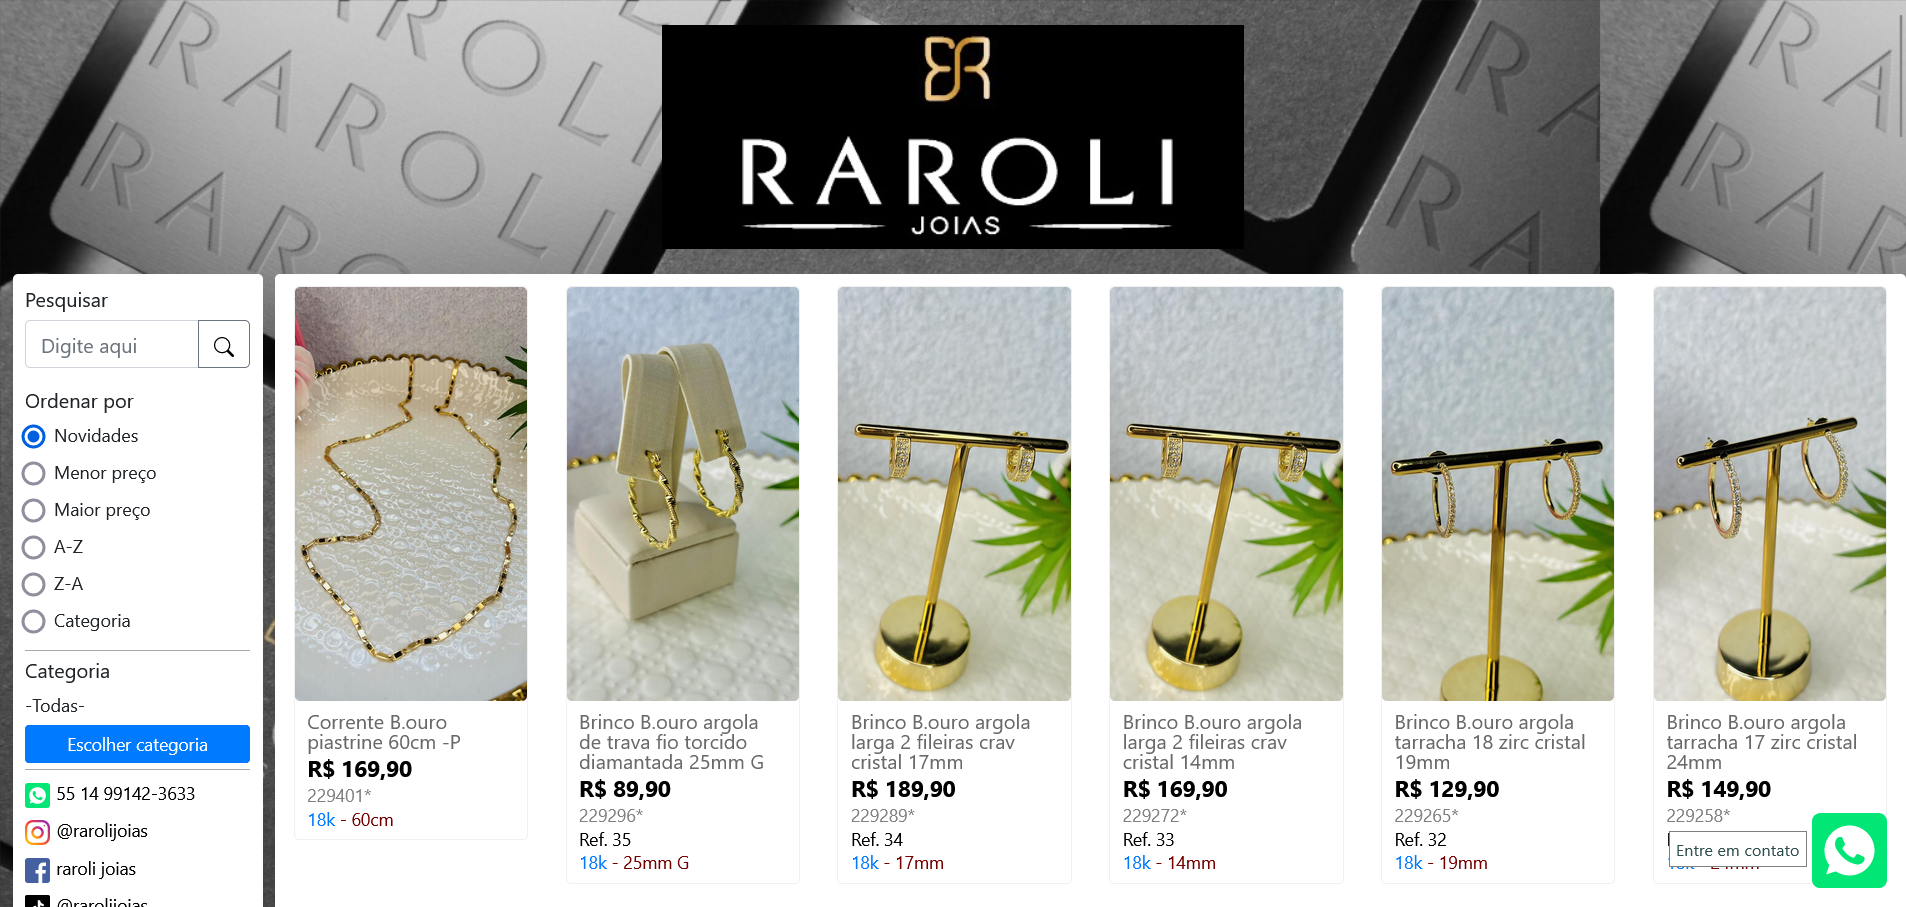 RAROLI
JOIAS
Pesquisar
Digite aqui
Ordenar por
Novidades
Menor preço
Maior preço
A-Z
Z-A
Categoria
Categoria
-Todas-
Escolher categoria
55 14 99142-3633
@rarolijoias
raroli joias
@rarolijoias
Corrente B.ouro
piastrine 60cm -P
R$ 169,90
229401*
18k - 60cm
Brinco B.ouro argola
de trava fio torcido
diamantada 25mm G
R$ 89,90
229296*
Ref. 35
18k - 25mm G
Brinco B.ouro argola
larga 2 fileiras crav
cristal 17mm
R$ 189,90
229289*
Ref. 34
18k - 17mm
Brinco B.ouro argola
larga 2 fileiras crav
cristal 14mm
R$ 169,90
229272*
Ref. 33
18k - 14mm
Brinco B.ouro argola
tarracha 18 zirc cristal
19mm
R$ 129,90
229265*
Ref. 32
18k - 19mm
Brinco B.ouro argola
tarracha 17 zirc cristal
24mm
R$ 149,90
229258*
18k - 24mm
Entre em contato